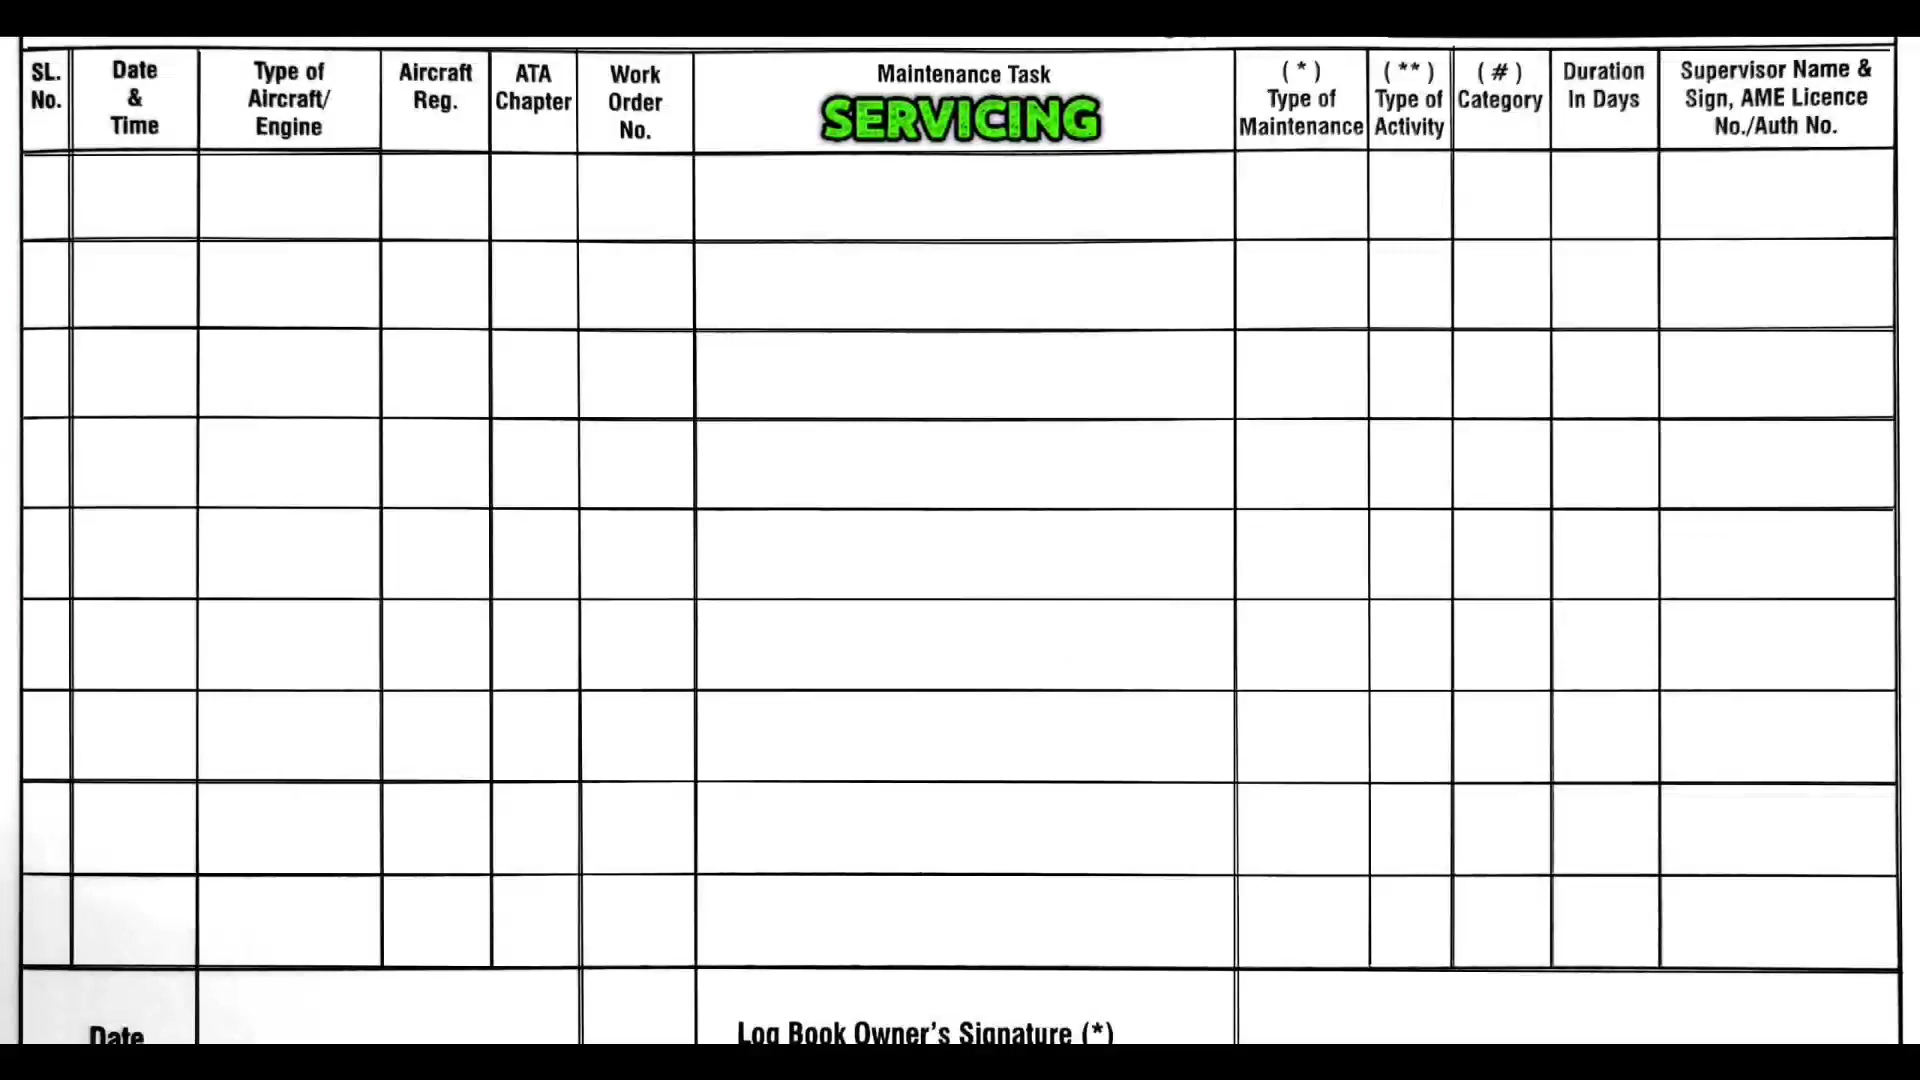 SL.
No.
Date
&
Time
Type of
Aircraft/
Engine
Aircraft
Reg.
ATA
Chapter
Work
Order
No.
Maintenance Task
SERVICING
( * )
Type of
Maintenance
( ** )
Type of
Activity
( # )
Category
Duration
In Days
Supervisor Name &
Sign, AME Licence
No./Auth No.
Date
Log Book Owner's Signature (*)